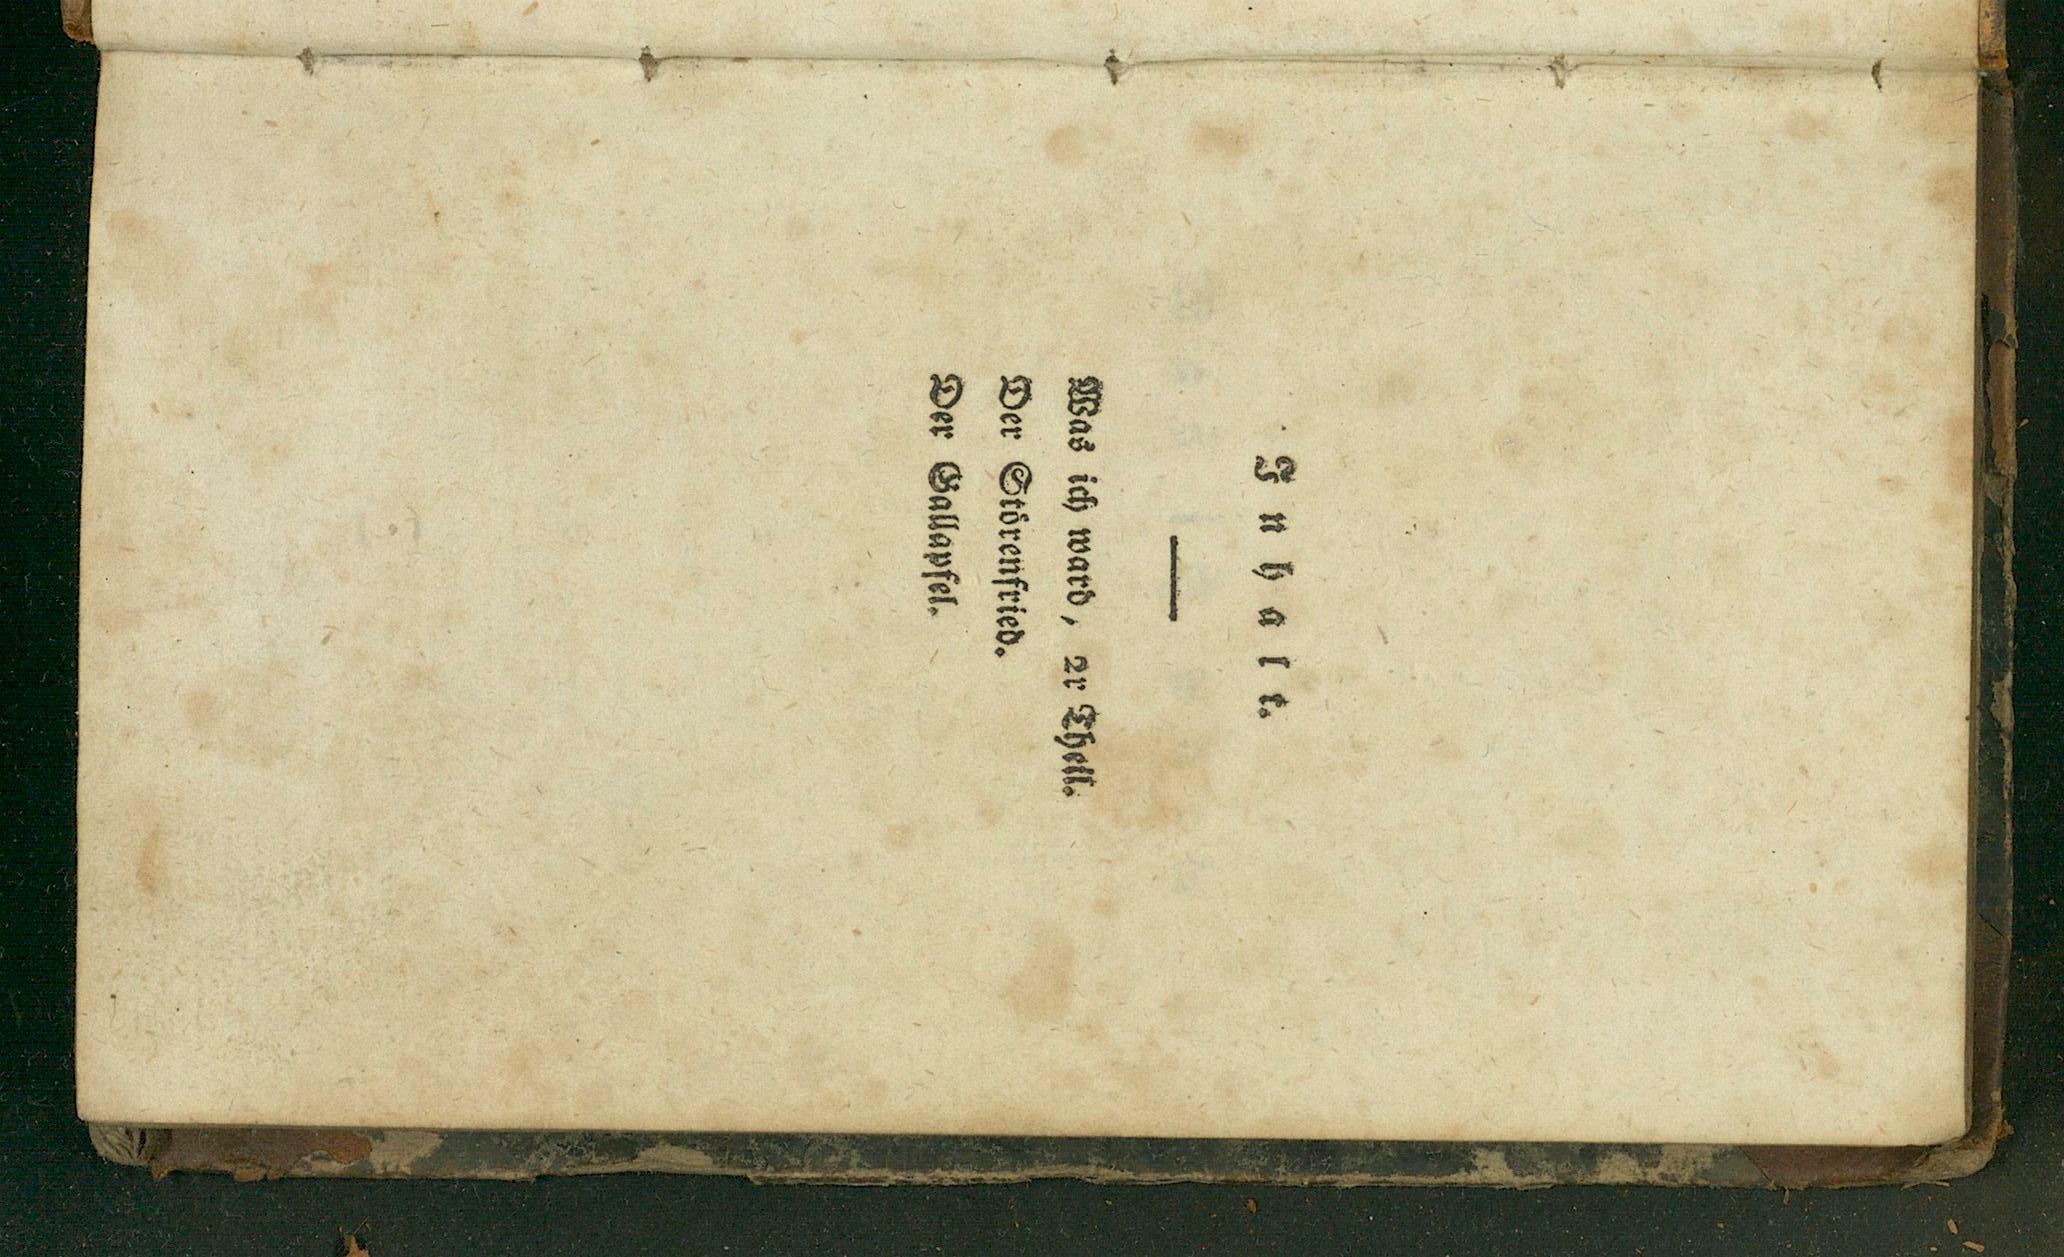 Inhalt.
Was ich ward, 2r Theil.
Der Störenfried.
Der Gallapfel.